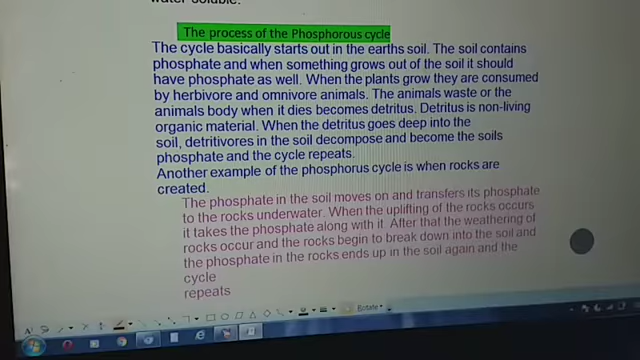 water soluble.
The process of the Phosphorous cycle
The cycle basically starts out in the earths soil. The soil contains
phosphate and when something grows out of the soil it should
have phosphate as well. When the plants grow they are consumed
by herbivore and omnivore animals. The animals waste or the
animals body when it dies becomes detritus. Detritus is non-living
organic material. When the detritus goes deep into the
soil, detritivores in the soil decompose and become the soils
phosphate and the cycle repeats.
Another example of the phosphorus cycle is when rocks are
created.
The phosphate in the soil moves on and transfers its phosphate
to the rocks underwater. When the uplifting of the rocks occurs
it takes the phosphate along with it. After that the weathering of
rocks occur and the rocks begin to break down into the soil and
the phosphate in the rocks ends up in the soil again and the
cycle
repeats
Rotate